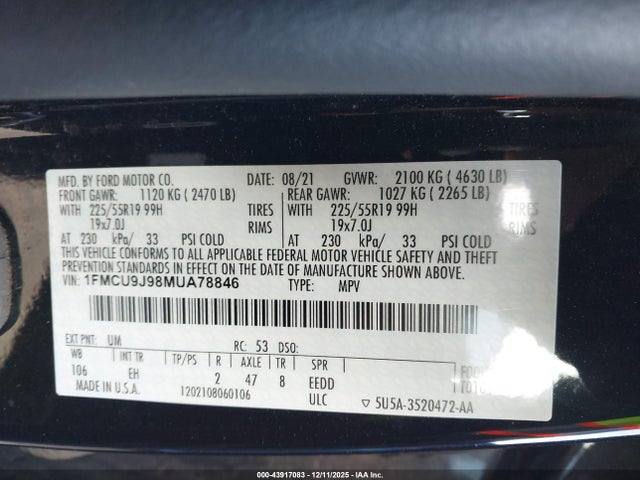 MFD. BY FORD MOTOR CO. DATE: 08/21 GVWR: 2100 KG ( 4630 LB)
FRONT GAWR: 1120 KG ( 2470 LB) REAR GAWR: 1027 KG ( 2265 LB)
WITH 225/55R19 99H TIRES WITH 225/55R19 99H TIRES
19x7.0J RIMS 19x7.0J RIMS
AT 230 kPa/ 33 PSI COLD AT 230 kPa/ 33 PSI COLD
THIS VEHICLE CONFORMS TO ALL APPLICABLE FEDERAL MOTOR VEHICLE SAFETY AND THEFT
PREVENTION STANDARDS IN EFFECT ON THE DATE OF MANUFACTURE SHOWN ABOVE.
VIN: 1FMCU9J98MUA78846 TYPE: MPV
EXT PNT: UM RC: 53 DSO:
WB INT TR TP/PS R AXLE TR SPR
106 EH 2 47 8 EEDD
MADE IN U.S.A. 1202108060106 ULC ▽ 5U5A-3520472-AA
000-43917083 - 12/11/2025 - IAA Inc.